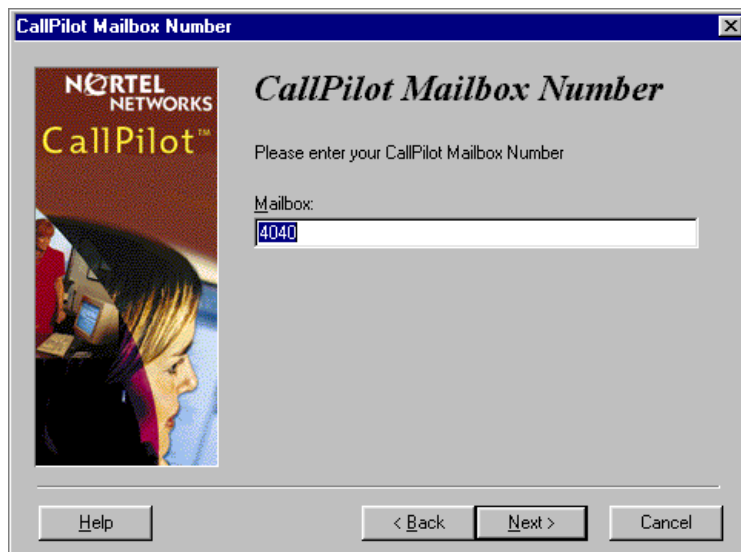 CallPilot Mailbox Number
NORTEL
NETWORKS
CallPilot™
CallPilot Mailbox Number
Please enter your CallPilot Mailbox Number
Mailbox:
4040
Help
< Back
Next >
Cancel